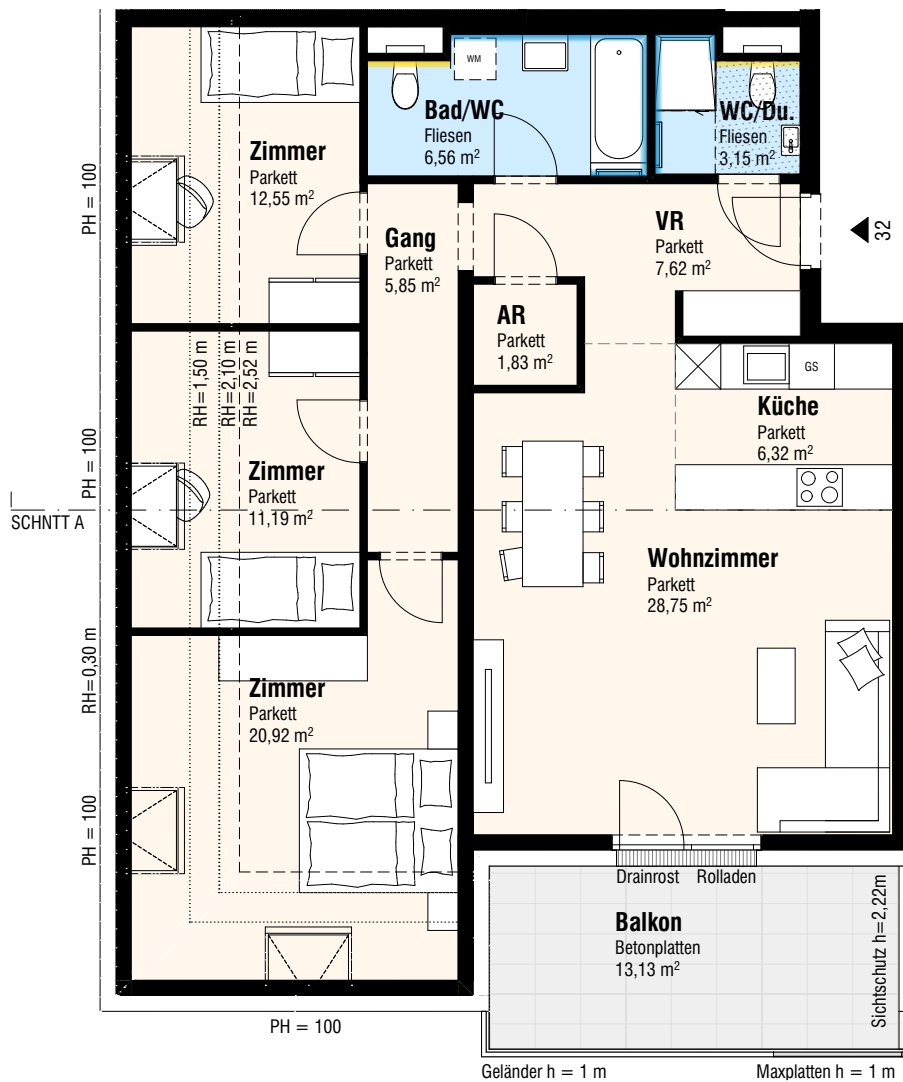 WM
Bad/WC
Fliesen
6,56 m²
WC/Du.
Fliesen
3,15 m²
Zimmer
Parkett
12,55 m²
PH = 100
Gang
Parkett
5,85 m²
VR
Parkett
7,62 m²
32
AR
Parkett
1,83 m²
RH=1,50 m
RH=2,10 m
RH=2,52 m
GS
Küche
Parkett
6,32 m²
PH = 100
Zimmer
Parkett
11,19 m²
SCHNTT A
Wohnzimmer
Parkett
28,75 m²
RH=0,30 m
Zimmer
Parkett
20,92 m²
PH = 100
Drainrost Rolladen
Balkon
Betonplatten
13,13 m²
Sichtschutz h=2,22m
PH = 100
Geländer h = 1 m
Maxplatten h = 1 m